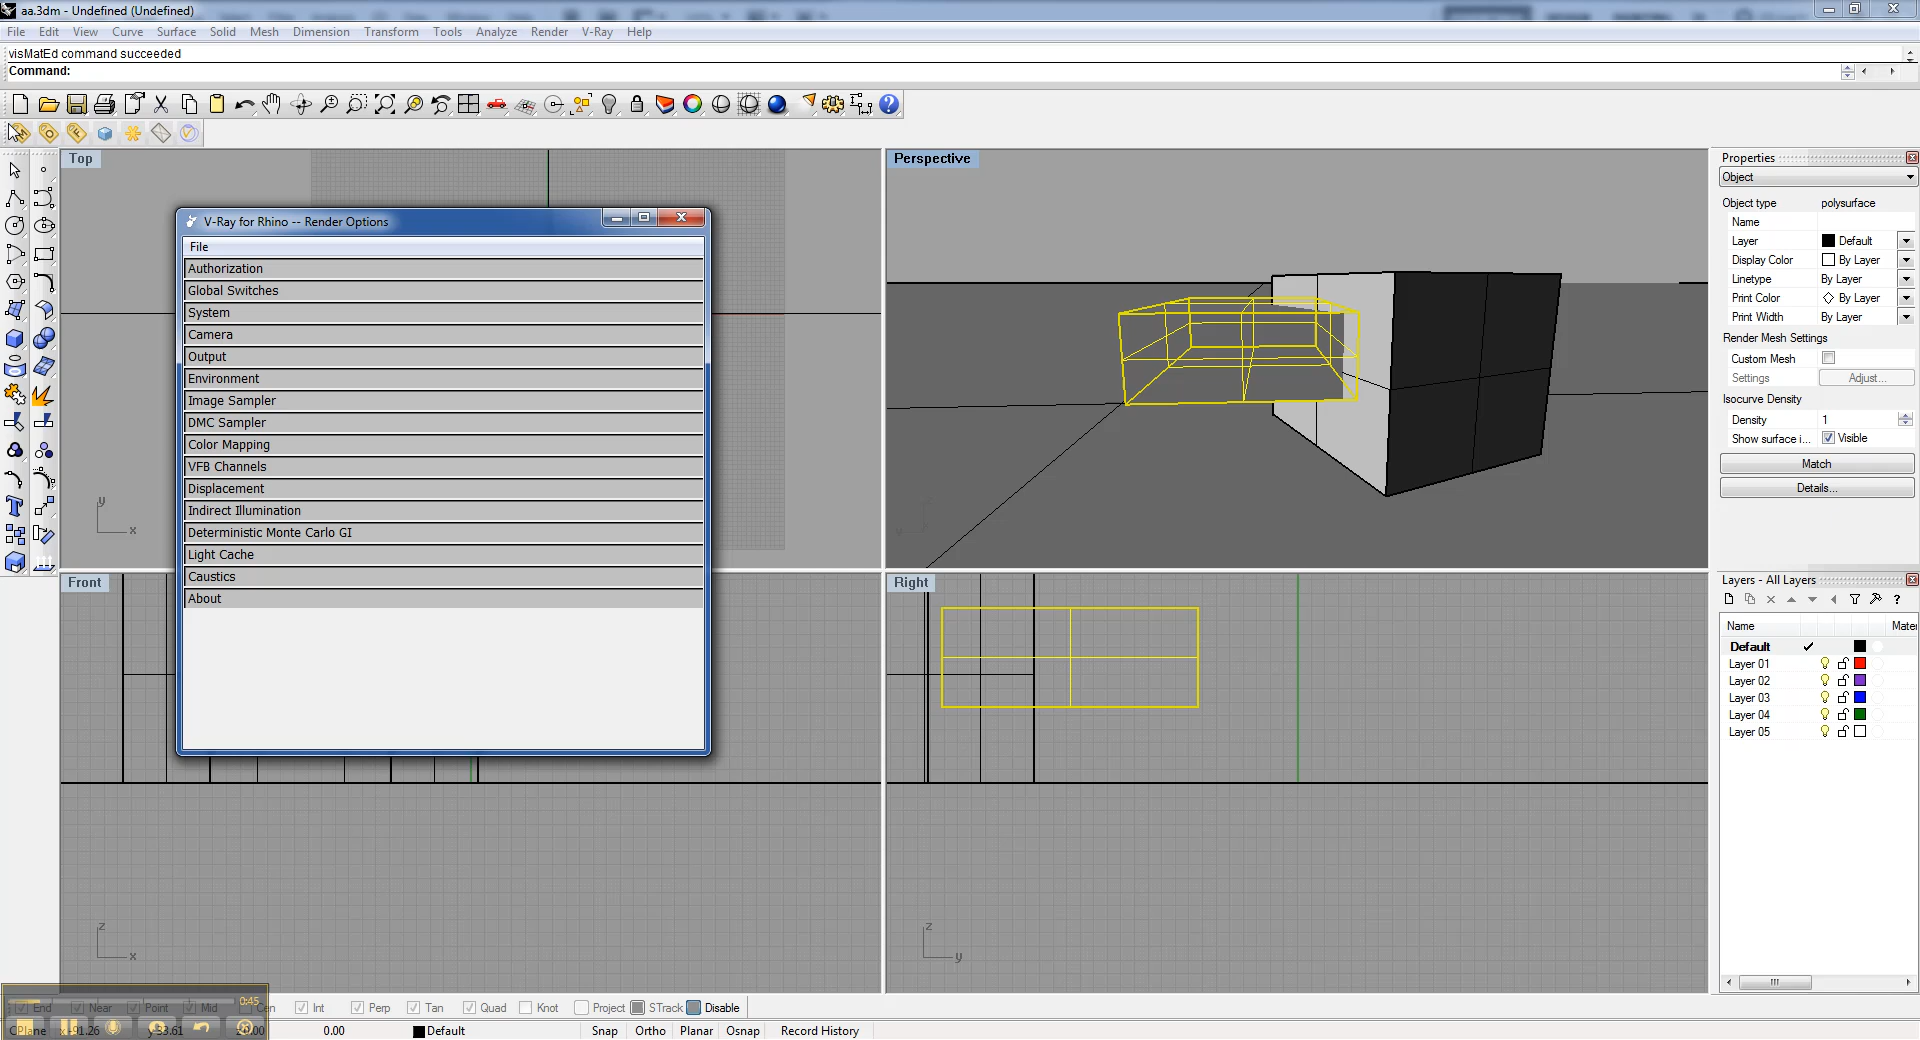 aa.3dm - Undefined (Undefined)
File Edit View Curve Surface Solid Mesh Dimension Transform Tools Analyze Render V-Ray Help
visMatEd command succeeded
Command:
Top
Perspective
V-Ray for Rhino -- Render Options
File
Authorization
Global Switches
System
Camera
Output
Environment
Image Sampler
DMC Sampler
Color Mapping
VFB Channels
Displacement
Indirect Illumination
Deterministic Monte Carlo GI
Light Cache
Caustics
About
y
x
Front
Right
z
x
z
y
Properties
Object
Object type polysurface
Name
Layer Default
Display Color By Layer
Linetype By Layer
Print Color By Layer
Print Width By Layer
Render Mesh Settings
Custom Mesh
Settings Adjust...
Isocurve Density
Density 1
Show surface i... Visible
Match
Details...
Layers - All Layers
Name Mater
Default
Layer 01
Layer 02
Layer 03
Layer 04
Layer 05
End Near Point Mid Cen Int Perp Tan Quad Knot Project STrack Disable
0:45
CPlane x -91.26 y -33.61 0.00 Default Snap Ortho Planar Osnap Record History